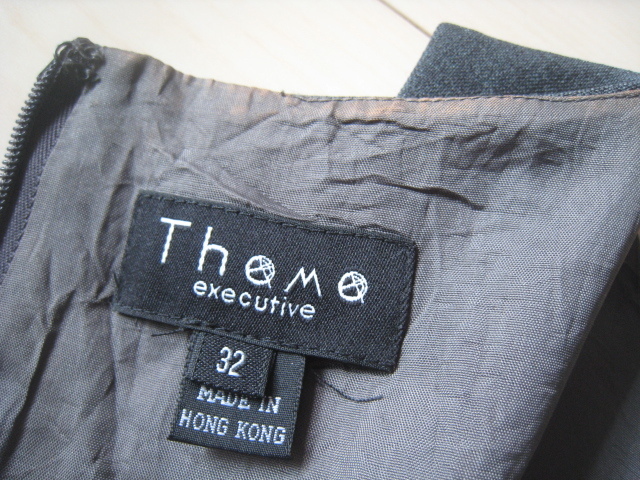 Theme
executive
32
MADE IN
HONG KONG